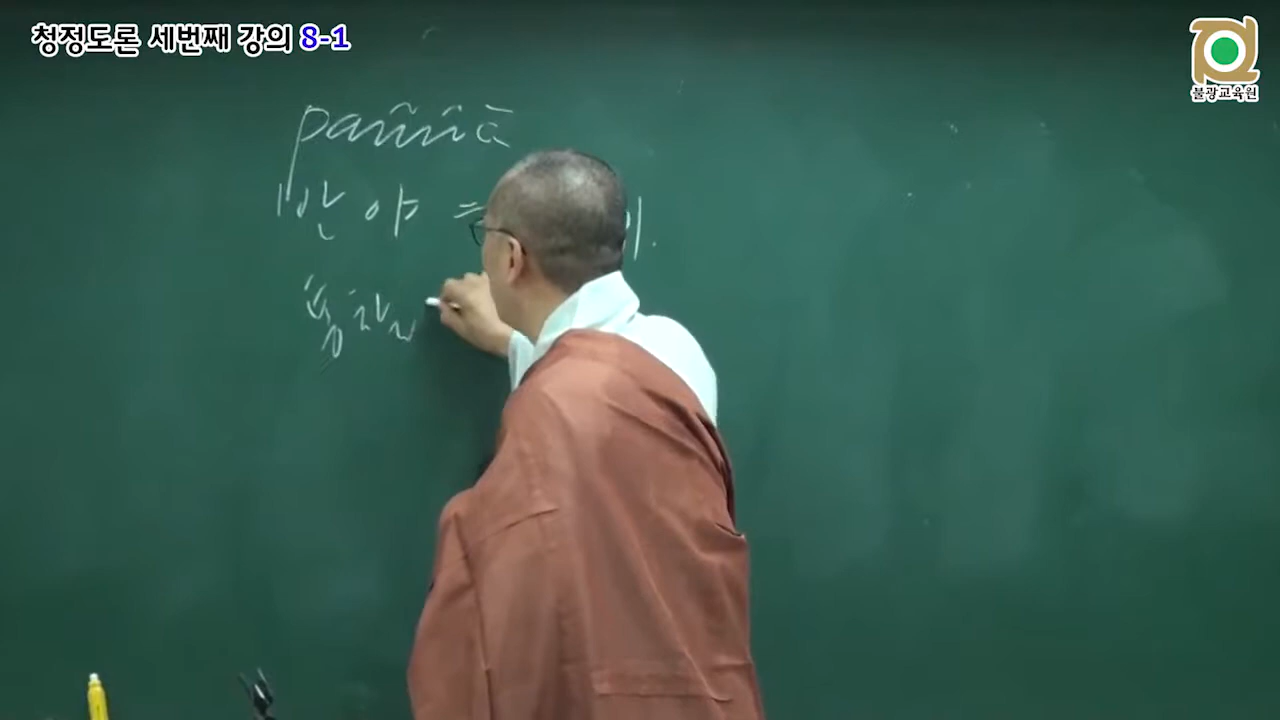 청정도론 세번째 강의 8-1
불광교육원
paññā
반야 =
통찰